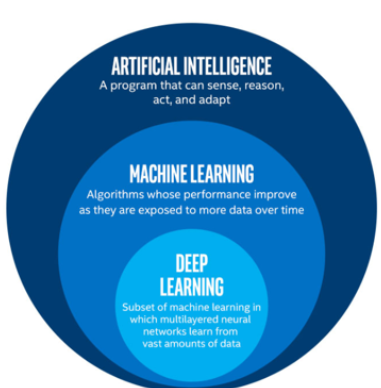 ARTIFICIAL INTELLIGENCE
A program that can sense, reason,
act, and adapt
MACHINE LEARNING
Algorithms whose performance improve
as they are exposed to more data over time
DEEP
LEARNING
Subset of machine learning in
which multilayered neural
networks learn from
vast amounts of data